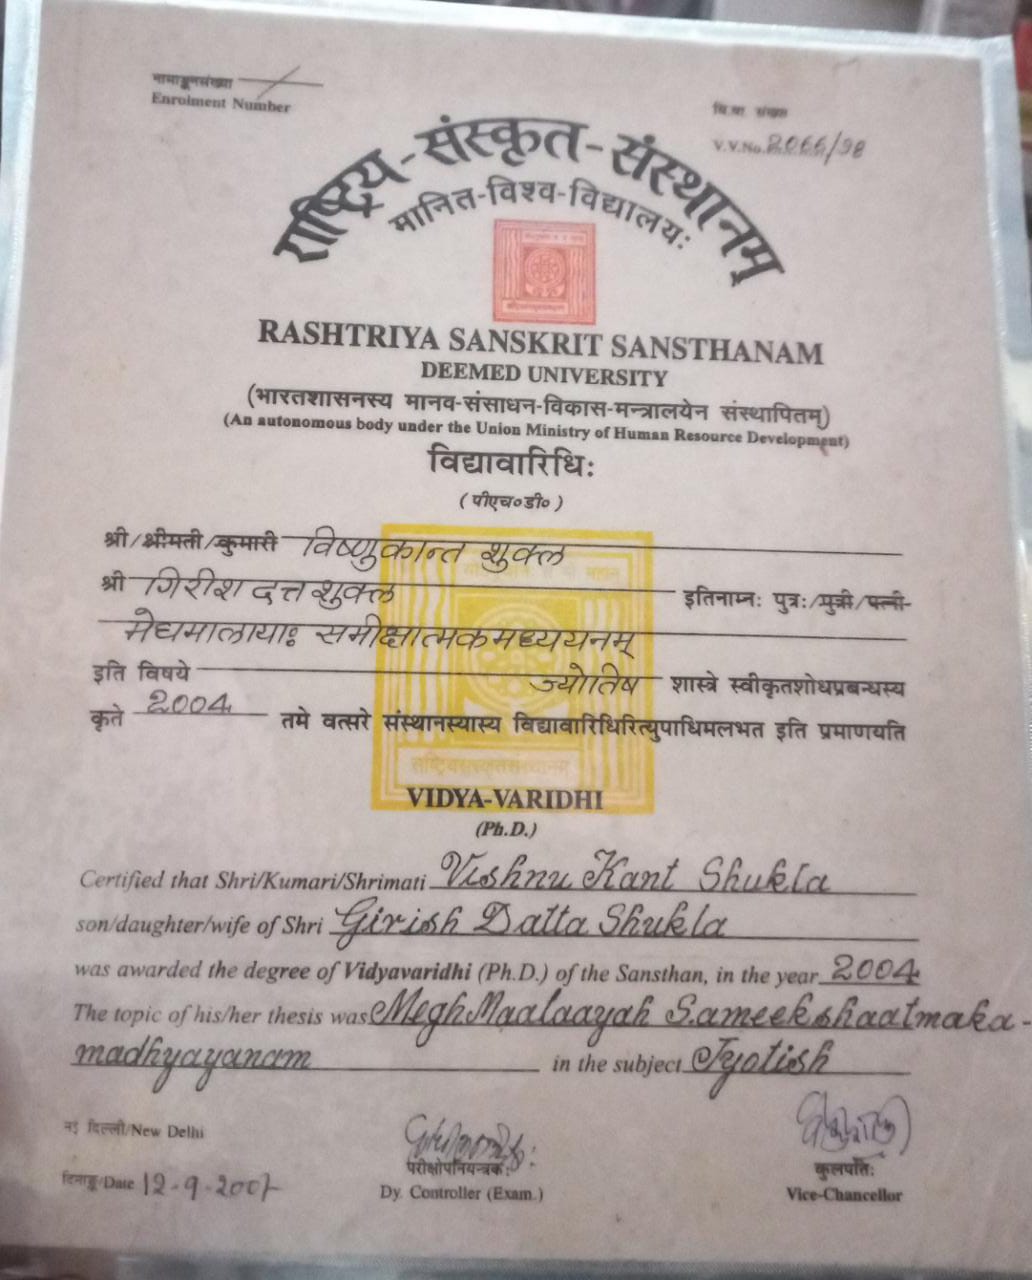 नामाङ्कनसंख्या
Enrolment Number
वि.वा. संख्या
V.V.No. 2066/98
राष्ट्रिय-संस्कृत-संस्थानम्
मानित-विश्व-विद्यालयः
RASHTRIYA SANSKRIT SANSTHANAM
DEEMED UNIVERSITY
(भारतशासनस्य मानव-संसाधन-विकास-मन्त्रालयेन संस्थापितम्)
(An autonomous body under the Union Ministry of Human Resource Development)
विद्यावारिधिः
(पीएच०डी०)
श्री/श्रीमती/कुमारी विष्णुकान्त शुक्ल
श्री गिरीश दत्त शुक्ल इतिनाम्नः पुत्रः/पुत्री/पत्नी
मेघमालायाः समीक्षात्मकमध्ययनम्
इति विषये ज्योतिष शास्त्रे स्वीकृतशोधप्रबन्धस्य
कृते 2004 तमे वत्सरे संस्थानस्यास्य विद्यावारिधिरित्युपाधिमलभत इति प्रमाणयति
राष्ट्रियसंस्कृतसंस्थानम्
VIDYA-VARIDHI
(Ph.D.)
Certified that Shri/Kumari/Shrimati Vishnu Kant Shukla
son/daughter/wife of Shri Girish Datta Shukla
was awarded the degree of Vidyavaridhi (Ph.D.) of the Sansthan, in the year 2004
The topic of his/her thesis was Megh Maalaayah Sameekshaatmaka-
madhyayanam in the subject Jyotish
नई दिल्ली/New Delhi
परीक्षोपनियन्त्रकः
कुलपतिः
दिनाङ्क/Date 12-9-2007
Dy. Controller (Exam.)
Vice-Chancellor